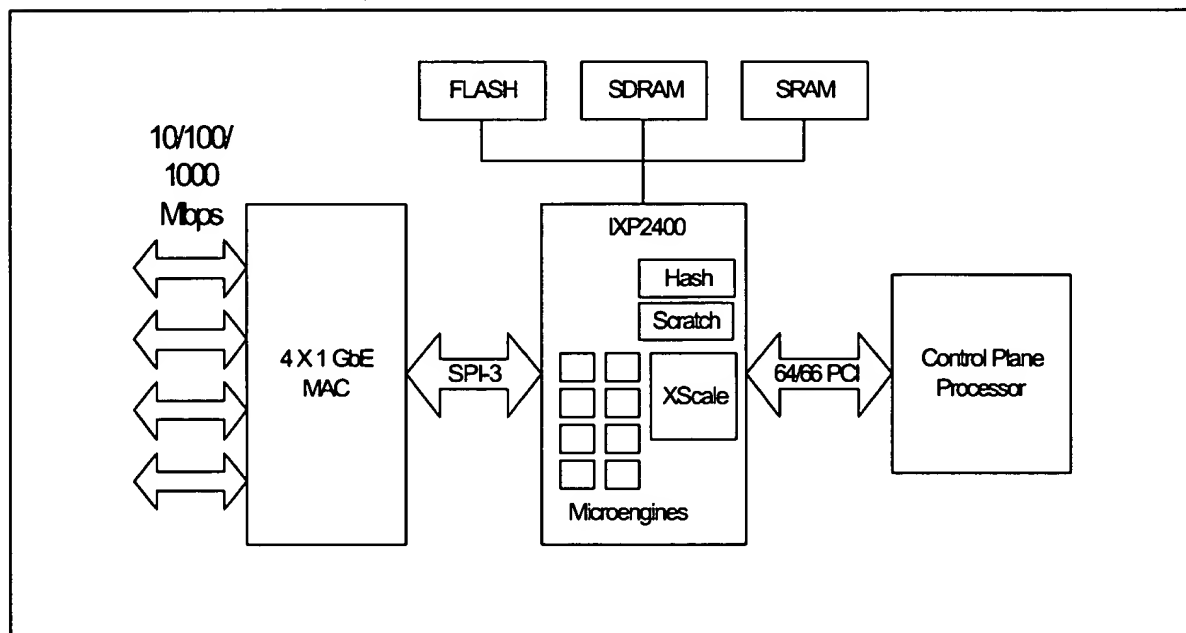 FLASH
SDRAM
SRAM
10/100/
1000
Mbps
4 X 1 GbE
MAC
SPI-3
IXP2400
Hash
Scratch
XScale
Microengines
64/66 PCI
Control Plane
Processor